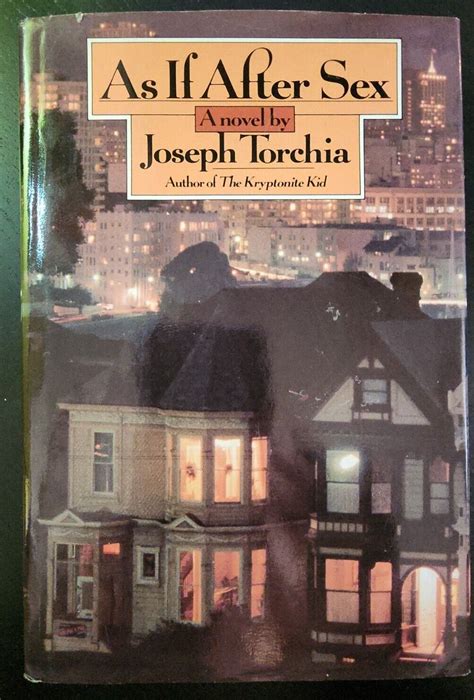 As If After Sex
A novel by
Joseph Torchia
Author of The Kryptonite Kid